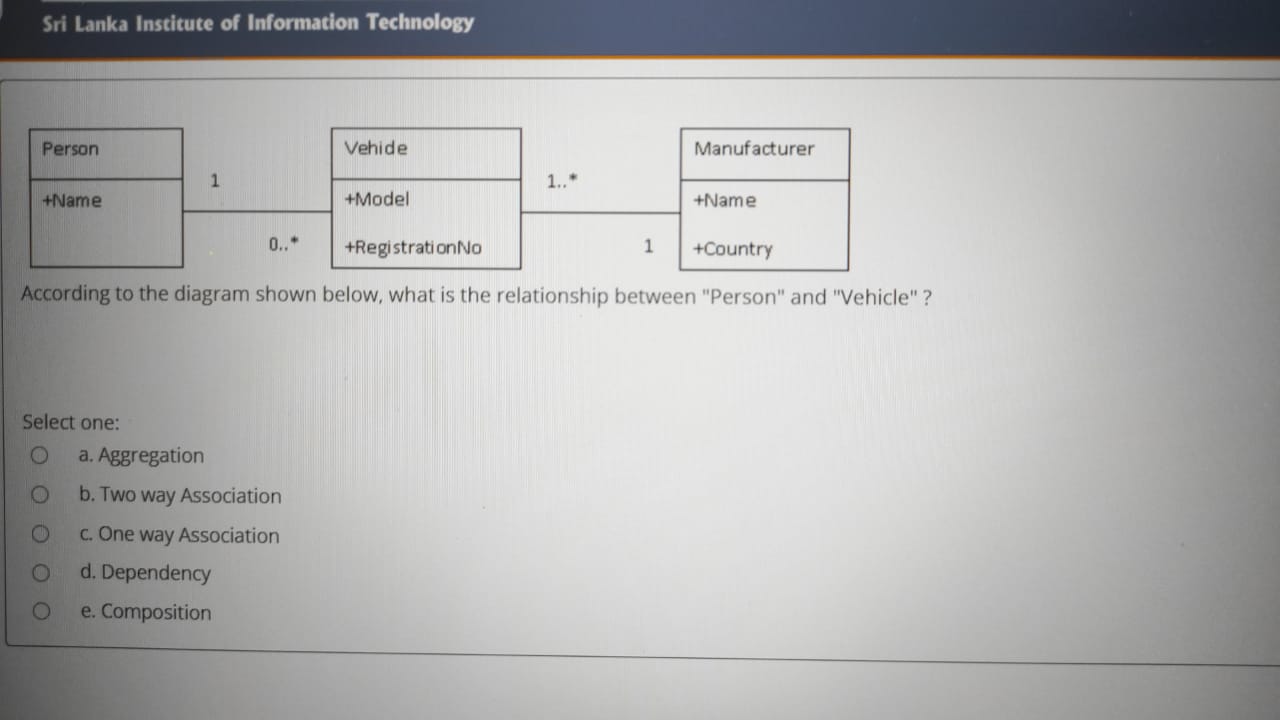 Sri Lanka Institute of Information Technology
Person
+Name
1
0..*
Vehide
+Model
+RegistrationNo
1..*
1
Manufacturer
+Name
+Country
According to the diagram shown below, what is the relationship between "Person" and "Vehicle" ?
Select one:
a. Aggregation
b. Two way Association
c. One way Association
d. Dependency
e. Composition